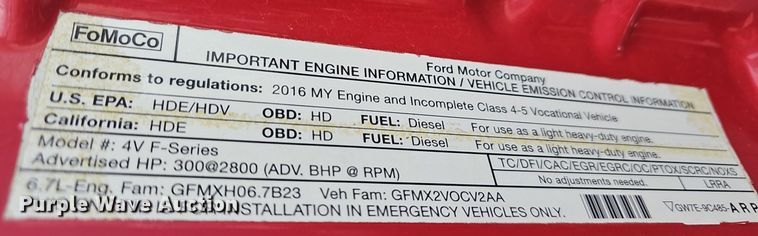 FoMoCo
Ford Motor Company
IMPORTANT ENGINE INFORMATION / VEHICLE EMISSION CONTROL INFORMATION
Conforms to regulations: 2016 MY Engine and Incomplete Class 4-5 Vocational Vehicle
U.S. EPA: HDE/HDV OBD: HD FUEL: Diesel For use as a light heavy-duty engine.
California: HDE OBD: HD FUEL: Diesel For use as a light heavy-duty engine.
Model #: 4V F-Series
TC/DFI/CAC/EGR/EGRC/OC/PTOX/SCRC/NOXS
Advertised HP: 300@2800 (ADV. BHP @ RPM)
No adjustments needed. LRRA
6.7L-Eng. Fam: GFMXH06.7B23 Veh Fam: GFMX2VOCV2AA
GW7E-9C485-ARP
INSTALLATION IN EMERGENCY VEHICLES ONLY.
Purple Wave Auction